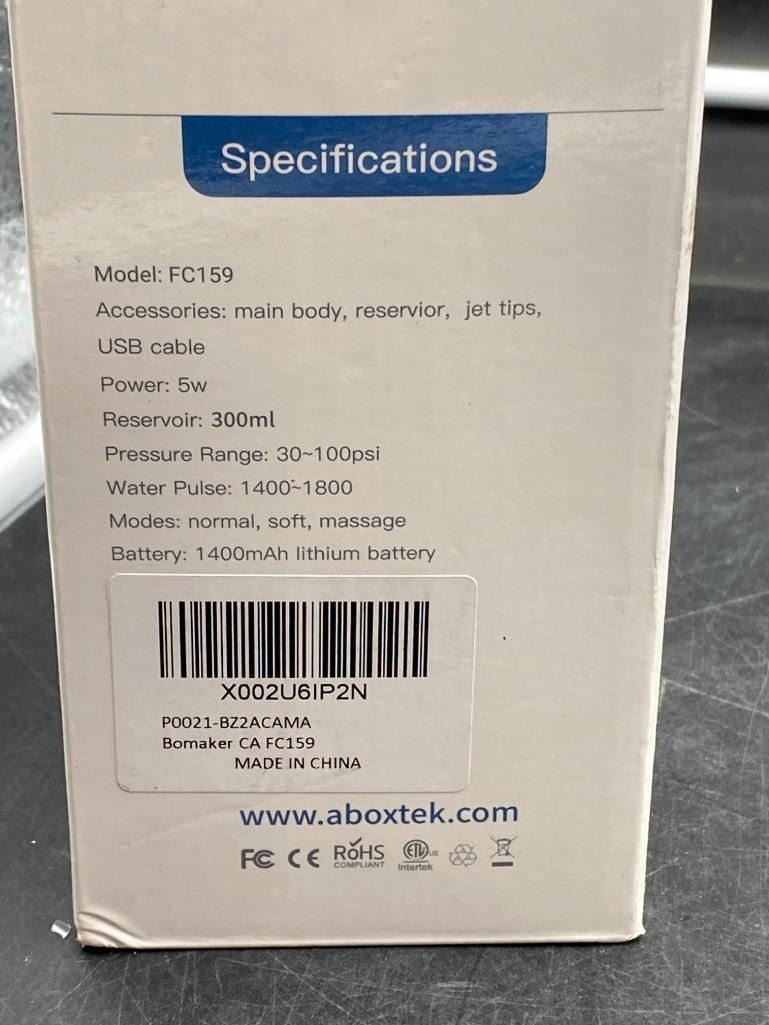 Specifications
Model: FC159
Accessories: main body, reservior, jet tips,
USB cable
Power: 5w
Reservoir: 300ml
Pressure Range: 30~100psi
Water Pulse: 1400~1800
Modes: normal, soft, massage
Battery: 1400mAh lithium battery
X002U6IP2N
P0021-BZ2ACAMA
Bomaker CA FC159
MADE IN CHINA
www.aboxtek.com
FC CE RoHS COMPLIANT ETL us Intertek